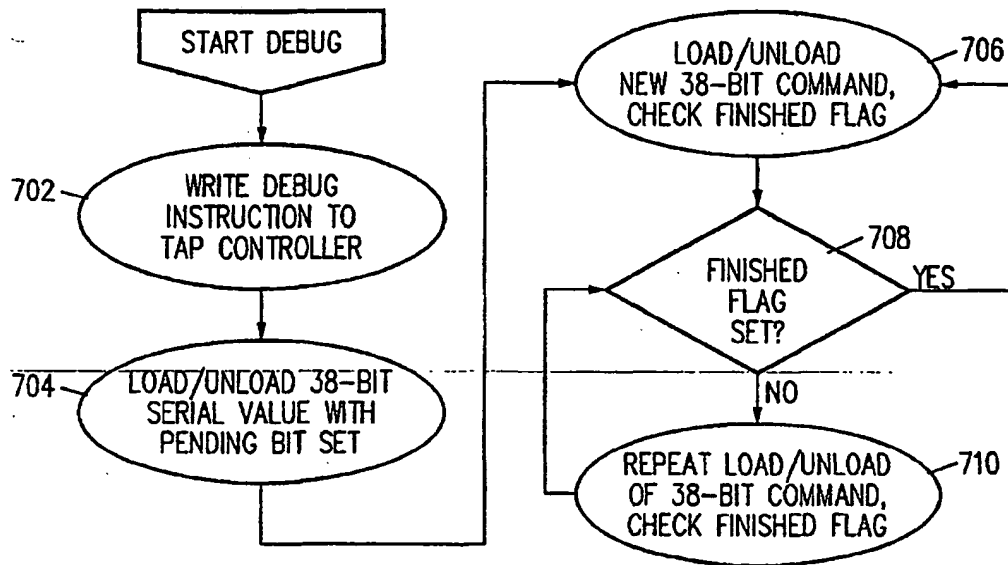 START DEBUG
702
WRITE DEBUG
INSTRUCTION TO
TAP CONTROLLER
704
LOAD/UNLOAD 38-BIT
SERIAL VALUE WITH
PENDING BIT SET
706
LOAD/UNLOAD
NEW 38-BIT COMMAND,
CHECK FINISHED FLAG
708
FINISHED
FLAG
SET?
YES
NO
710
REPEAT LOAD/UNLOAD
OF 38-BIT COMMAND,
CHECK FINISHED FLAG